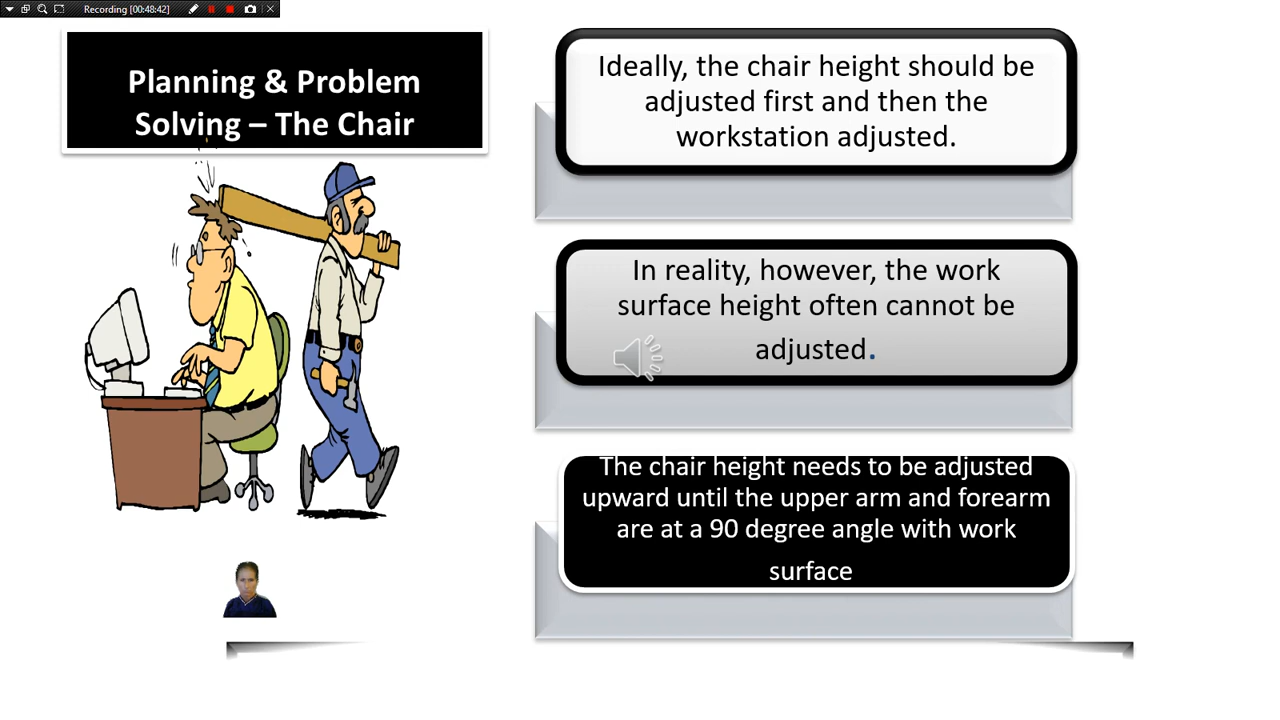 Recording [00:48:42]
Planning & Problem
Solving – The Chair
Ideally, the chair height should be
adjusted first and then the
workstation adjusted.
In reality, however, the work
surface height often cannot be
adjusted.
The chair height needs to be adjusted
upward until the upper arm and forearm
are at a 90 degree angle with work
surface